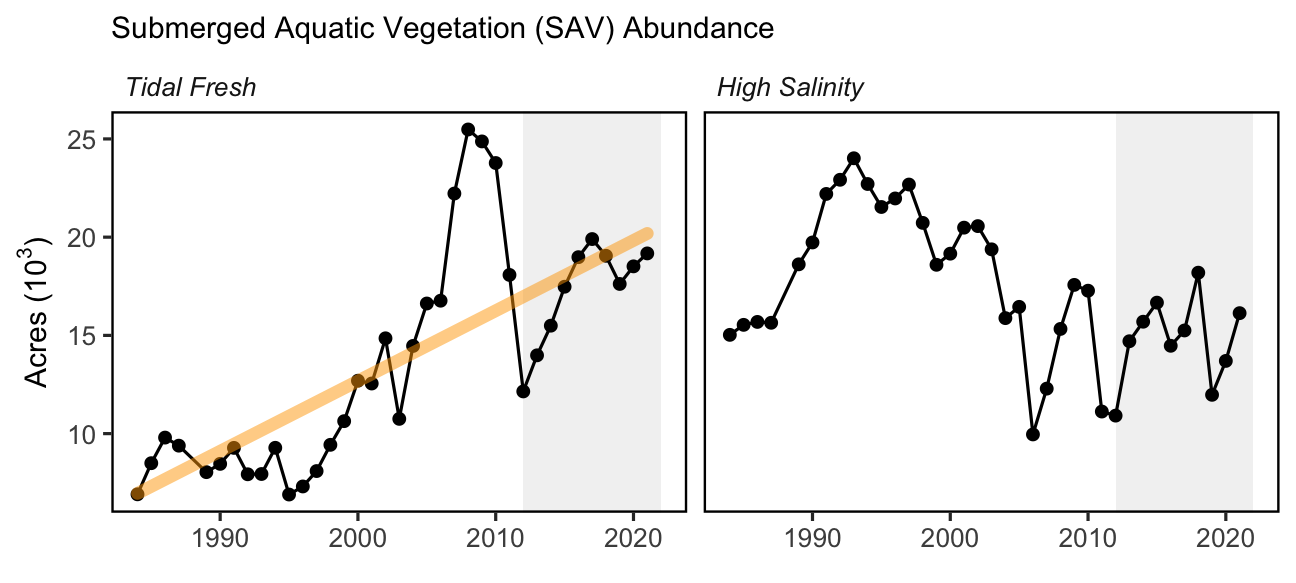 Submerged Aquatic Vegetation (SAV) Abundance
Tidal Fresh
High Salinity
Acres (10³)
25
20
15
10
1990 2000 2010 2020
1990 2000 2010 2020